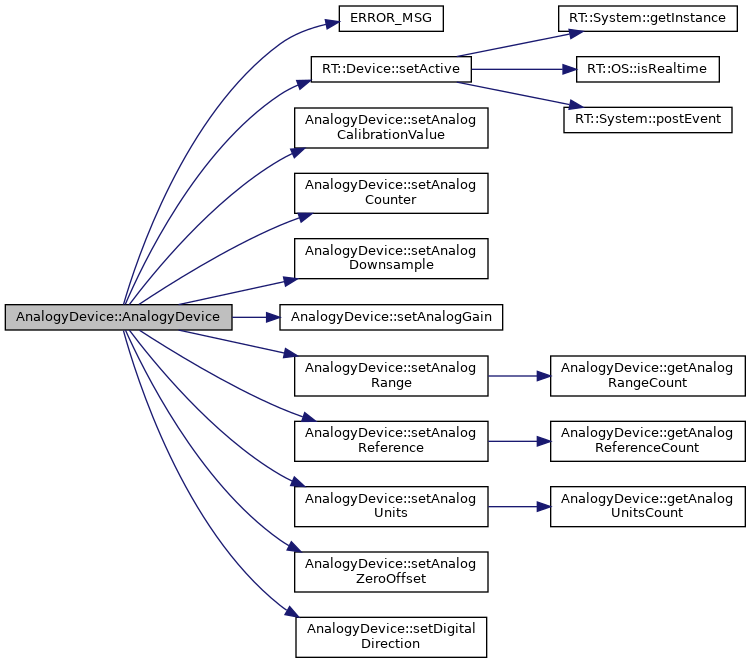 ERROR_MSG
RT::System::getInstance
RT::Device::setActive
RT::OS::isRealtime
RT::System::postEvent
AnalogyDevice::setAnalog
CalibrationValue
AnalogyDevice::setAnalog
Counter
AnalogyDevice::setAnalog
Downsample
AnalogyDevice::AnalogyDevice
AnalogyDevice::setAnalogGain
AnalogyDevice::setAnalog
Range
AnalogyDevice::getAnalog
RangeCount
AnalogyDevice::setAnalog
Reference
AnalogyDevice::getAnalog
ReferenceCount
AnalogyDevice::setAnalog
Units
AnalogyDevice::getAnalog
UnitsCount
AnalogyDevice::setAnalog
ZeroOffset
AnalogyDevice::setDigital
Direction